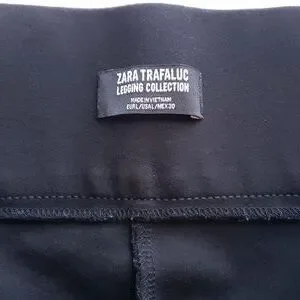 ZARA TRAFALUC
LEGGING COLLECTION
MADE IN VIETNAM
EUR L/USA L/MEX 30